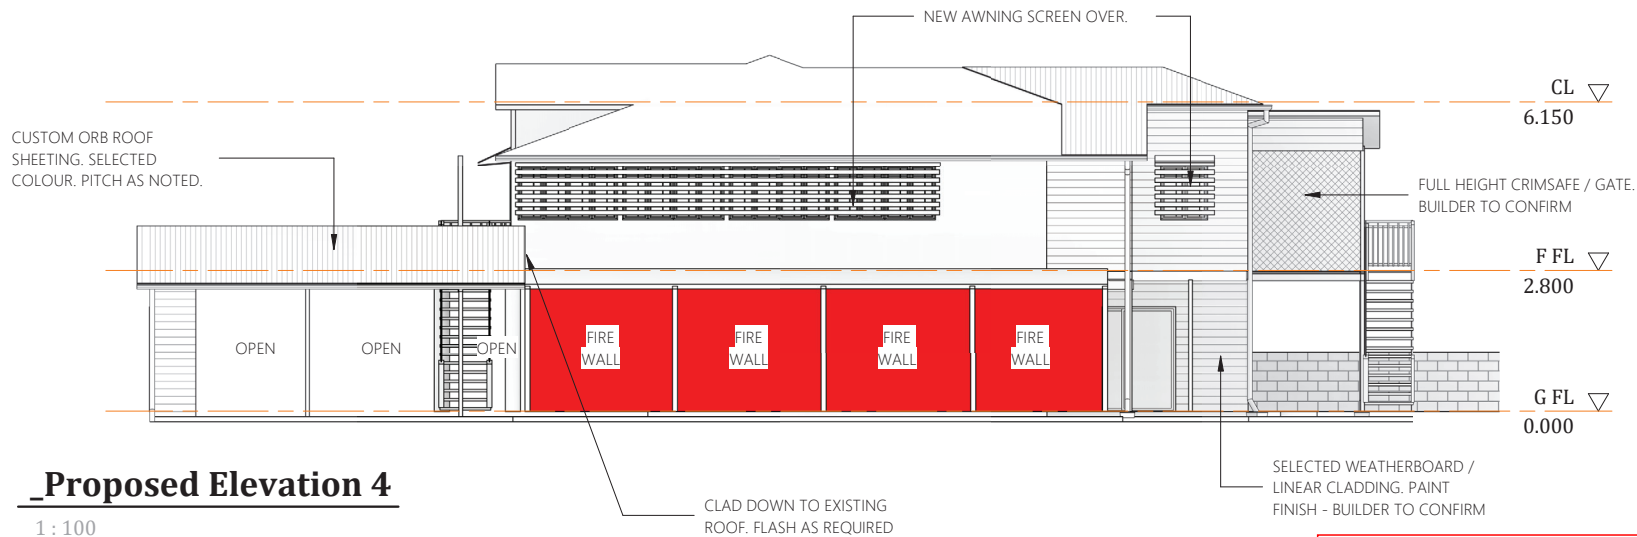 NEW AWNING SCREEN OVER.
CL
6.150
CUSTOM ORB ROOF
SHEETING. SELECTED
COLOUR. PITCH AS NOTED.
FULL HEIGHT CRIMSAFE / GATE.
BUILDER TO CONFIRM
F FL
2.800
OPEN
OPEN
OPEN
FIRE
WALL
FIRE
WALL
FIRE
WALL
FIRE
WALL
G FL
0.000
_Proposed Elevation 4
1 : 100
CLAD DOWN TO EXISTING
ROOF. FLASH AS REQUIRED
SELECTED WEATHERBOARD /
LINEAR CLADDING. PAINT
FINISH - BUILDER TO CONFIRM